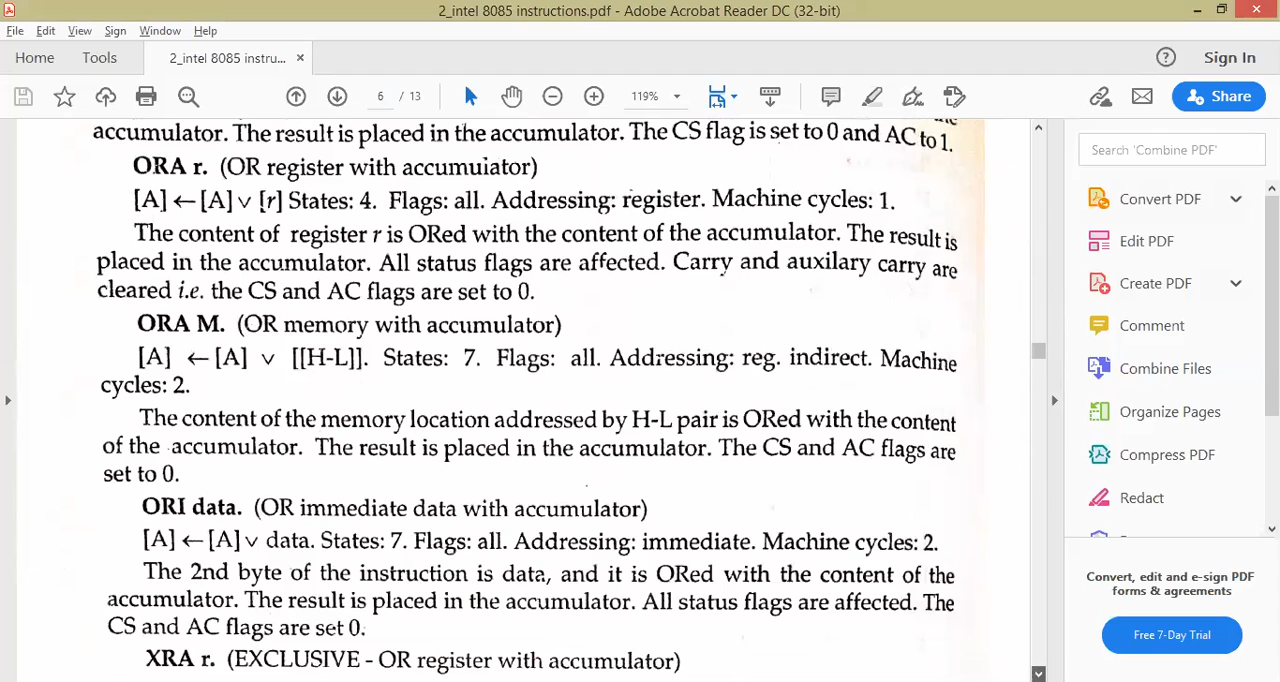 2_intel 8085 instructions.pdf - Adobe Acrobat Reader DC (32-bit)
File Edit View Sign Window Help
Home Tools 2_intel 8085 instru... × Sign In
6 / 13 119% Share
accumulator. The result is placed in the accumulator. The CS flag is set to 0 and AC to 1.
ORA r. (OR register with accumulator)
[A] ← [A] ∨ [r] States: 4. Flags: all. Addressing: register. Machine cycles: 1.
The content of register r is ORed with the content of the accumulator. The result is
placed in the accumulator. All status flags are affected. Carry and auxilary carry are
cleared i.e. the CS and AC flags are set to 0.
ORA M. (OR memory with accumulator)
[A] ← [A] ∨ [[H-L]]. States: 7. Flags: all. Addressing: reg. indirect. Machine
cycles: 2.
The content of the memory location addressed by H-L pair is ORed with the content
of the accumulator. The result is placed in the accumulator. The CS and AC flags are
set to 0.
ORI data. (OR immediate data with accumulator)
[A] ← [A] ∨ data. States: 7. Flags: all. Addressing: immediate. Machine cycles: 2.
The 2nd byte of the instruction is data, and it is ORed with the content of the
accumulator. The result is placed in the accumulator. All status flags are affected. The
CS and AC flags are set 0.
XRA r. (EXCLUSIVE - OR register with accumulator)
Search 'Combine PDF'
Convert PDF
Edit PDF
Create PDF
Comment
Combine Files
Organize Pages
Compress PDF
Redact
Convert, edit and e-sign PDF
forms & agreements
Free 7-Day Trial